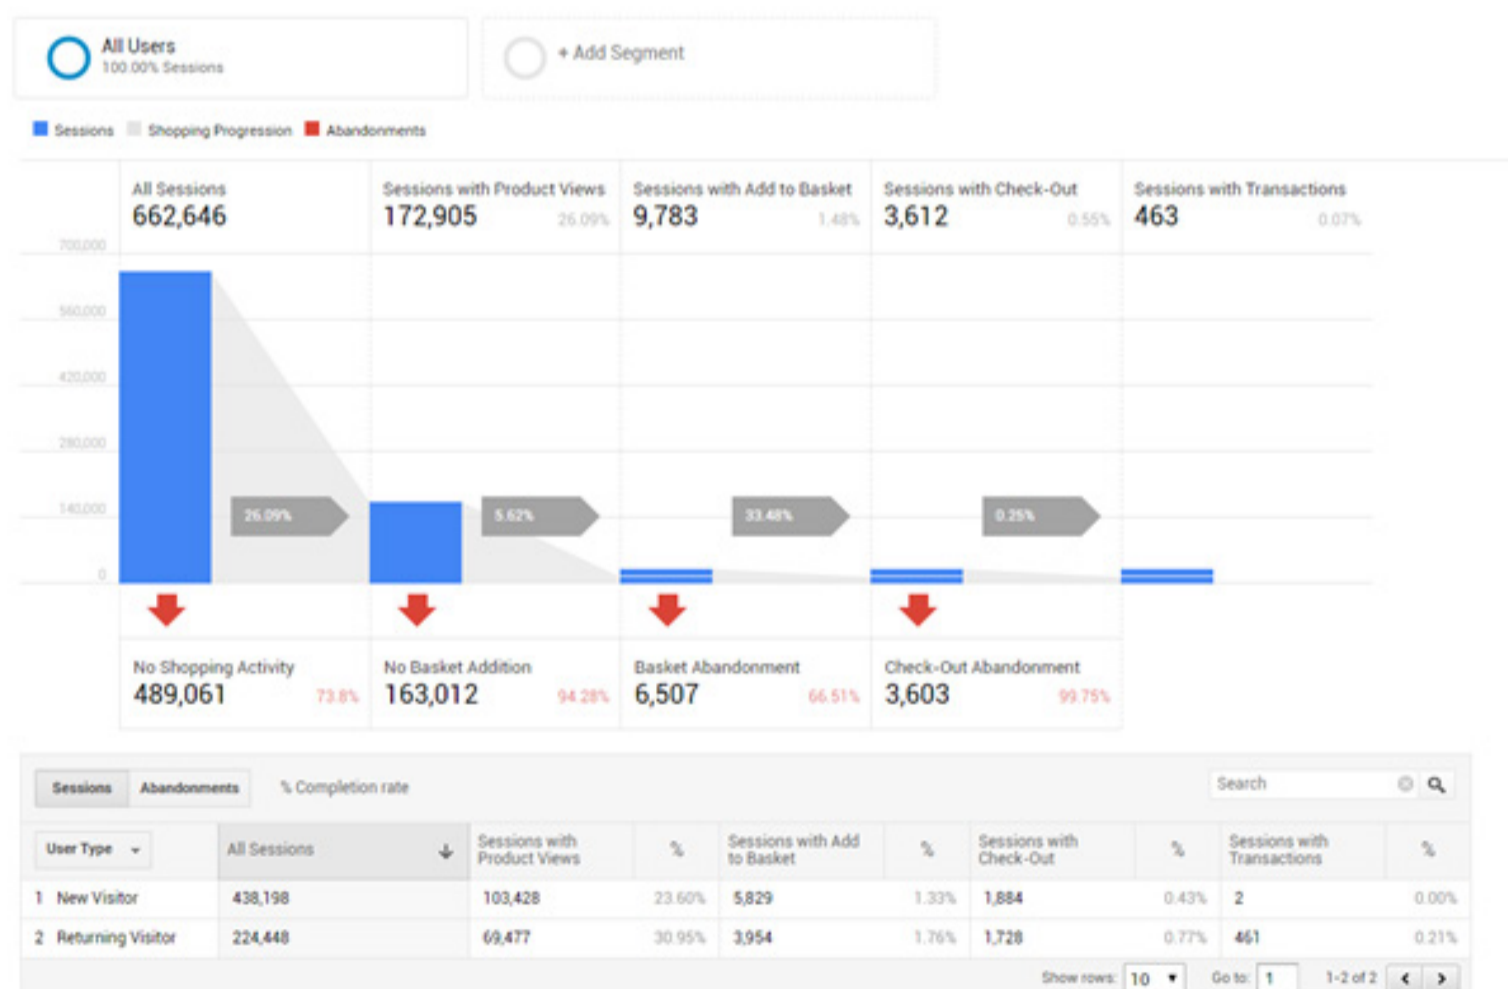 All Users
100.00% Sessions
+ Add Segment
Sessions Shopping Progression Abandonments
All Sessions
662,646
Sessions with Product Views
172,905 26.09%
Sessions with Add to Basket
9,783 1.48%
Sessions with Check-Out
3,612 0.55%
Sessions with Transactions
463 0.07%
700,000
560,000
420,000
280,000
140,000
0
26.09%
5.62%
33.48%
0.25%
No Shopping Activity
489,061 73.8%
No Basket Addition
163,012 94.28%
Basket Abandonment
6,507 66.51%
Check-Out Abandonment
3,603 99.75%
Sessions Abandonments % Completion rate Search
User Type All Sessions Sessions with Product Views % Sessions with Add to Basket % Sessions with Check-Out % Sessions with Transactions %
1 New Visitor 438,198 103,428 23.60% 5,829 1.33% 1,884 0.43% 2 0.00%
2 Returning Visitor 224,448 69,477 30.95% 3,954 1.76% 1,728 0.77% 461 0.21%
Show rows: 10 Go to: 1 1-2 of 2